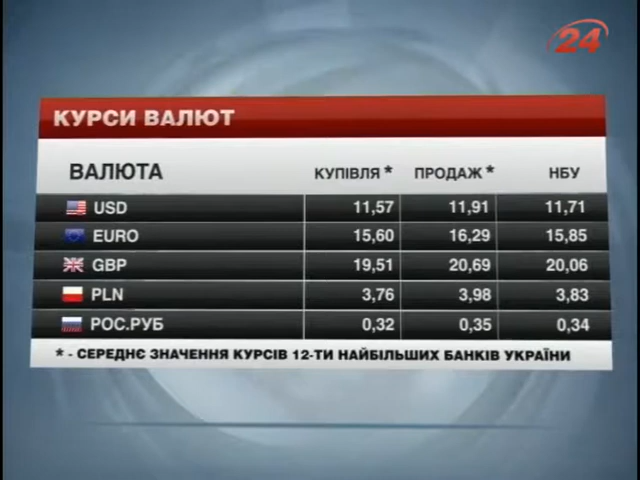 24
КУРСИ ВАЛЮТ
ВАЛЮТА КУПІВЛЯ * ПРОДАЖ * НБУ
USD 11,57 11,91 11,71
EURO 15,60 16,29 15,85
GBP 19,51 20,69 20,06
PLN 3,76 3,98 3,83
РОС.РУБ 0,32 0,35 0,34
* - СЕРЕДНЄ ЗНАЧЕННЯ КУРСІВ 12-ТИ НАЙБІЛЬШИХ БАНКІВ УКРАЇНИ